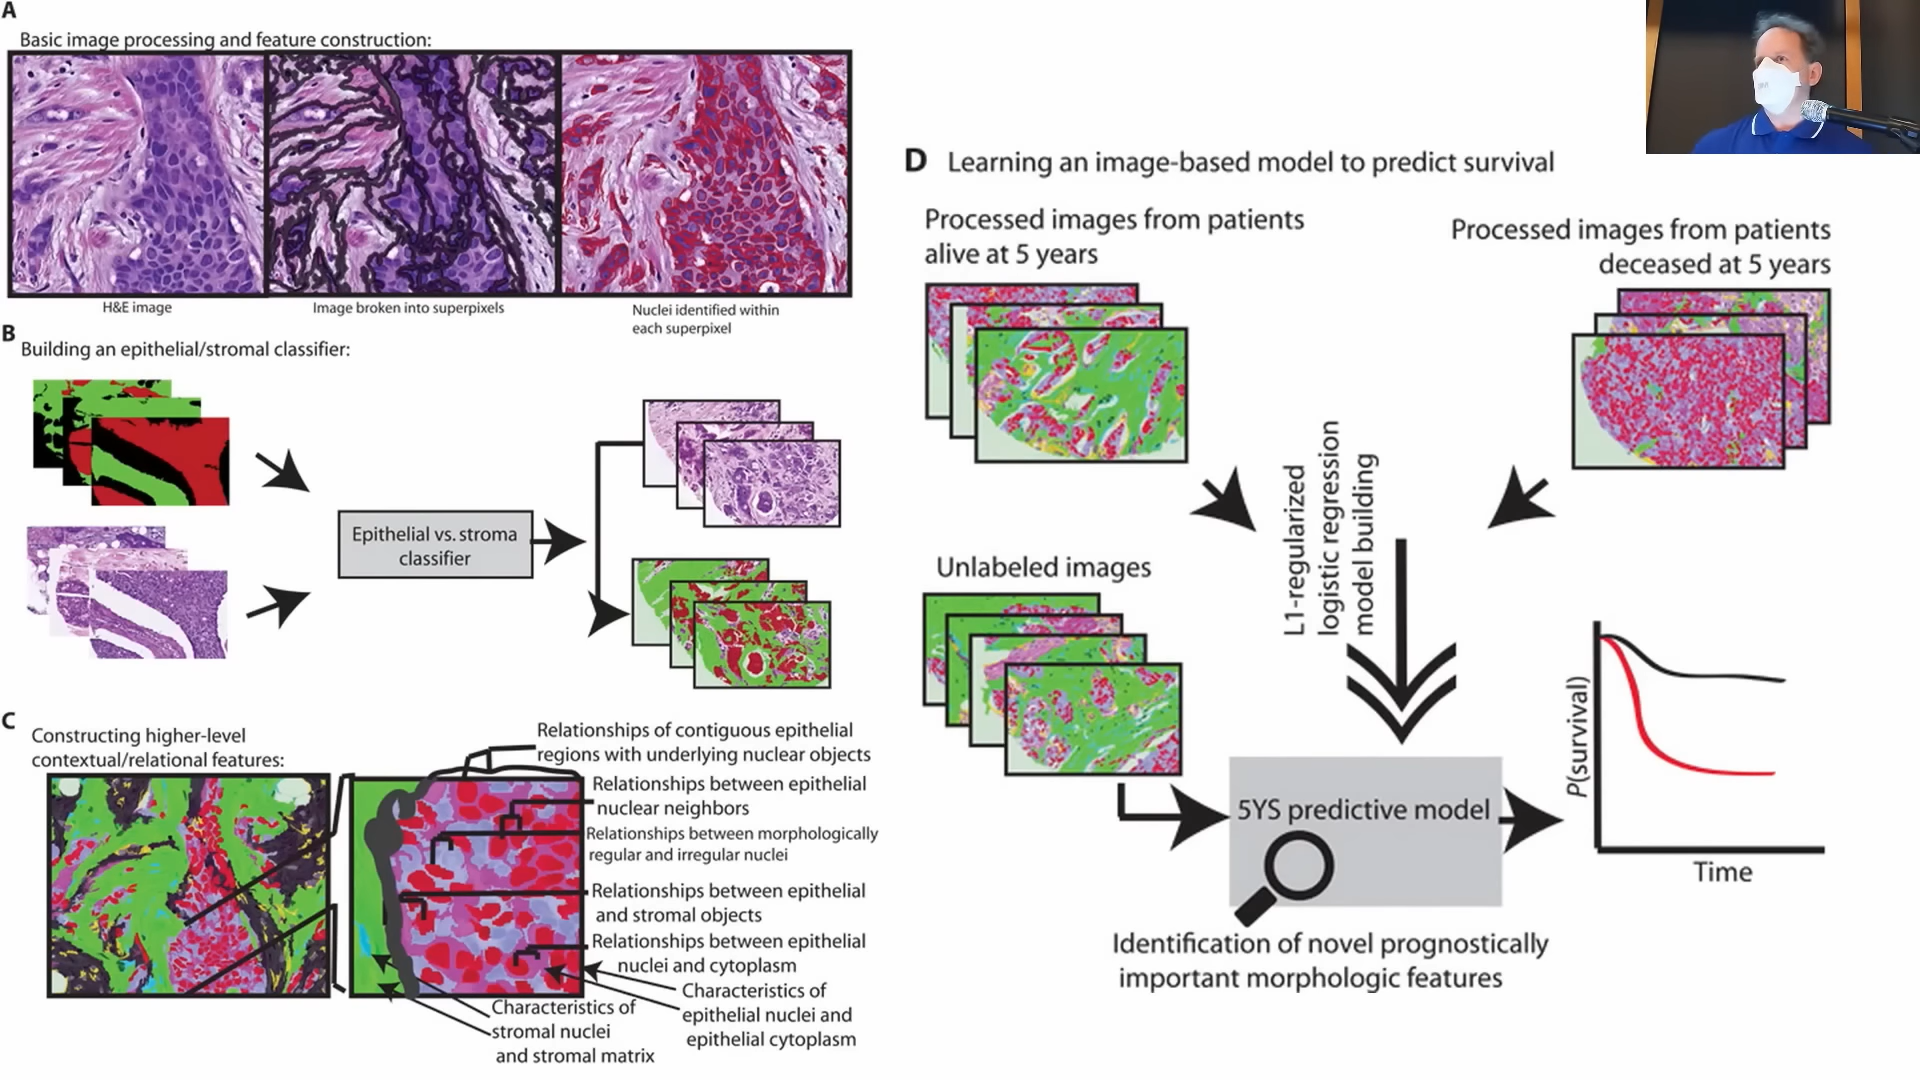 A
Basic image processing and feature construction:
H&E image
Image broken into superpixels
Nuclei identified within
each superpixel
B
Building an epithelial/stromal classifier:
Epithelial vs. stroma
classifier
C
Constructing higher-level
contextual/relational features:
Relationships of contiguous epithelial
regions with underlying nuclear objects
Relationships between epithelial
nuclear neighbors
Relationships between morphologically
regular and irregular nuclei
Relationships between epithelial
and stromal objects
Relationships between epithelial
nuclei and cytoplasm
Characteristics of
epithelial nuclei and
epithelial cytoplasm
Characteristics of
stromal nuclei
and stromal matrix
D Learning an image-based model to predict survival
Processed images from patients
alive at 5 years
Processed images from patients
deceased at 5 years
L1-regularized
logistic regression
model building
Unlabeled images
5YS predictive model
P(survival)
Time
Identification of novel prognostically
important morphologic features